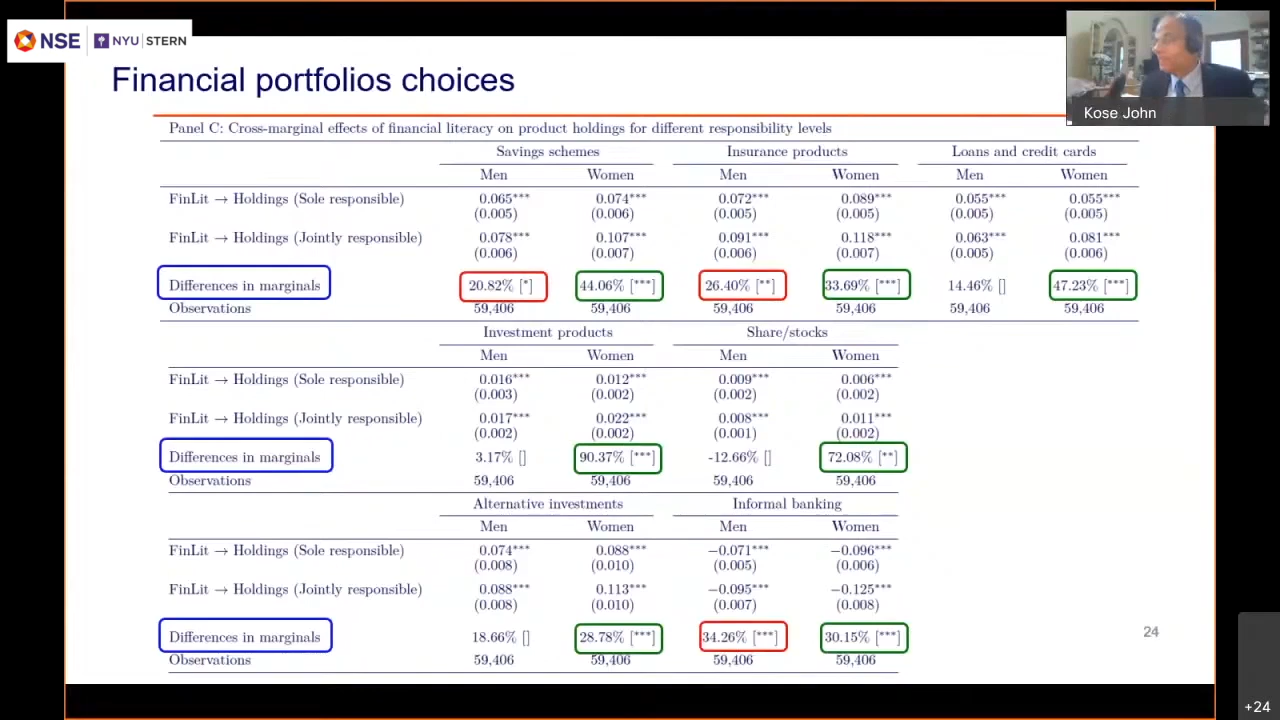 NSE NYU STERN
Kose John
Financial portfolios choices
Panel C: Cross-marginal effects of financial literacy on product holdings for different responsibility levels
Savings schemes Insurance products Loans and credit cards
Men Women Men Women Men Women
FinLit → Holdings (Sole responsible) 0.065*** 0.074*** 0.072*** 0.089*** 0.055*** 0.055***
(0.005) (0.006) (0.005) (0.005) (0.005) (0.005)
FinLit → Holdings (Jointly responsible) 0.078*** 0.107*** 0.091*** 0.118*** 0.063*** 0.081***
(0.006) (0.007) (0.006) (0.007) (0.005) (0.006)
Differences in marginals 20.82% [*] 44.06% [***] 26.40% [**] 33.69% [***] 14.46% [] 47.23% [***]
Observations 59,406 59,406 59,406 59,406 59,406 59,406
Investment products Share/stocks
Men Women Men Women
FinLit → Holdings (Sole responsible) 0.016*** 0.012*** 0.009*** 0.006***
(0.003) (0.002) (0.002) (0.002)
FinLit → Holdings (Jointly responsible) 0.017*** 0.022*** 0.008*** 0.011***
(0.002) (0.002) (0.001) (0.002)
Differences in marginals 3.17% [] 90.37% [***] -12.66% [] 72.08% [**]
Observations 59,406 59,406 59,406 59,406
Alternative investments Informal banking
Men Women Men Women
FinLit → Holdings (Sole responsible) 0.074*** 0.088*** −0.071*** −0.096***
(0.008) (0.010) (0.005) (0.006)
FinLit → Holdings (Jointly responsible) 0.088*** 0.113*** −0.095*** −0.125***
(0.008) (0.010) (0.007) (0.008)
Differences in marginals 18.66% [] 28.78% [***] 34.26% [***] 30.15% [***]
Observations 59,406 59,406 59,406 59,406
24
+24